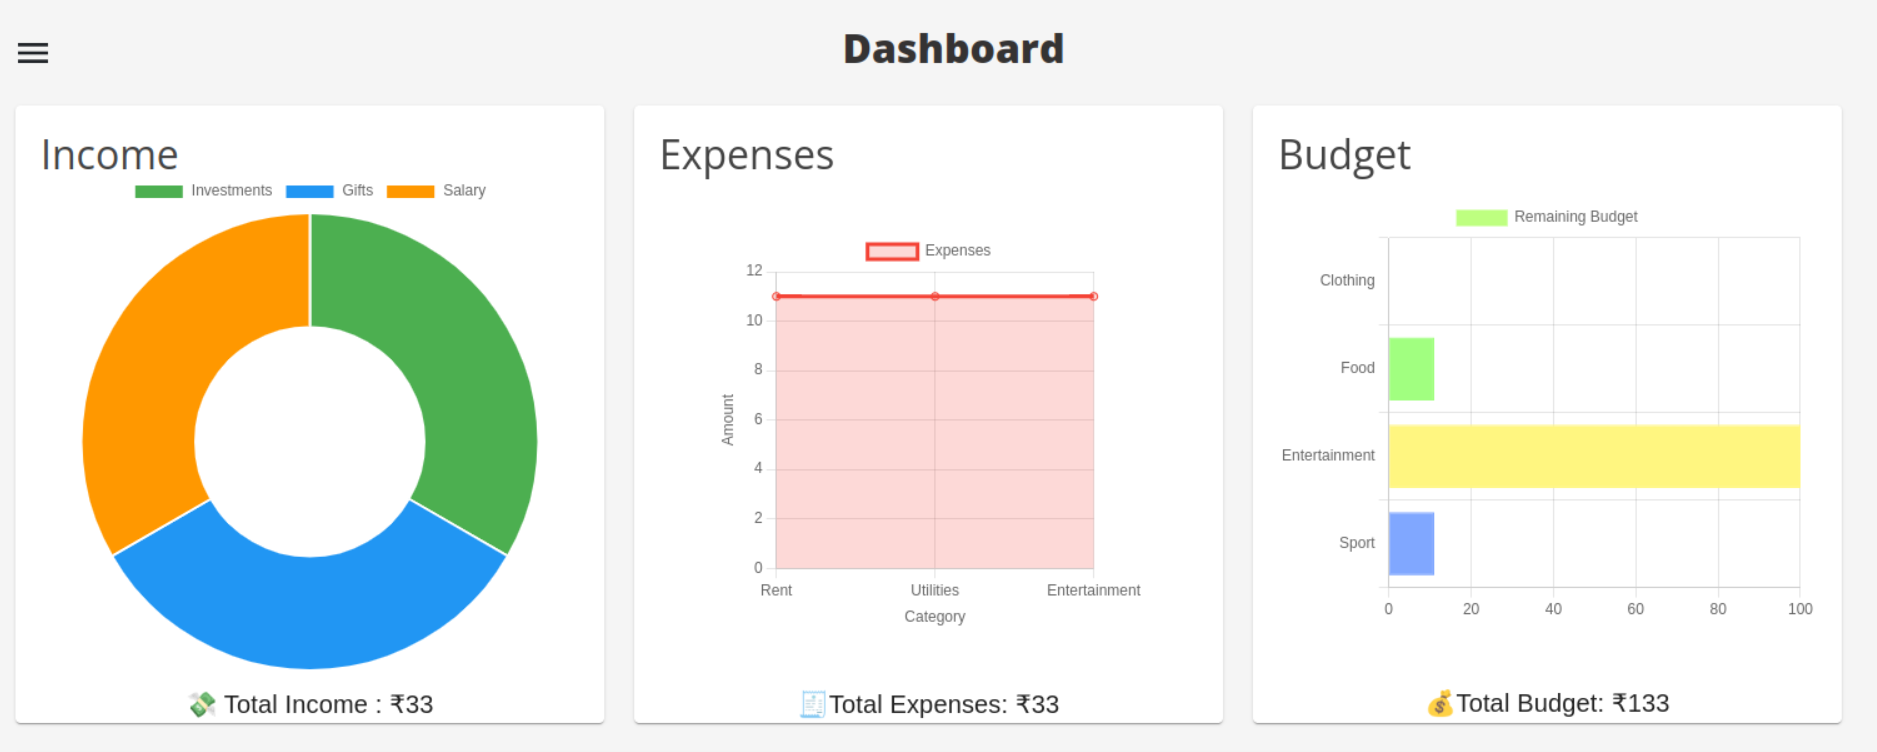 Dashboard
Income
Investments Gifts Salary
💸 Total Income : ₹33
Expenses
Expenses
12
10
8
6
4
2
0
Amount
Rent Utilities Entertainment
Category
🧾Total Expenses: ₹33
Budget
Remaining Budget
Clothing
Food
Entertainment
Sport
0 20 40 60 80 100
💰Total Budget: ₹133